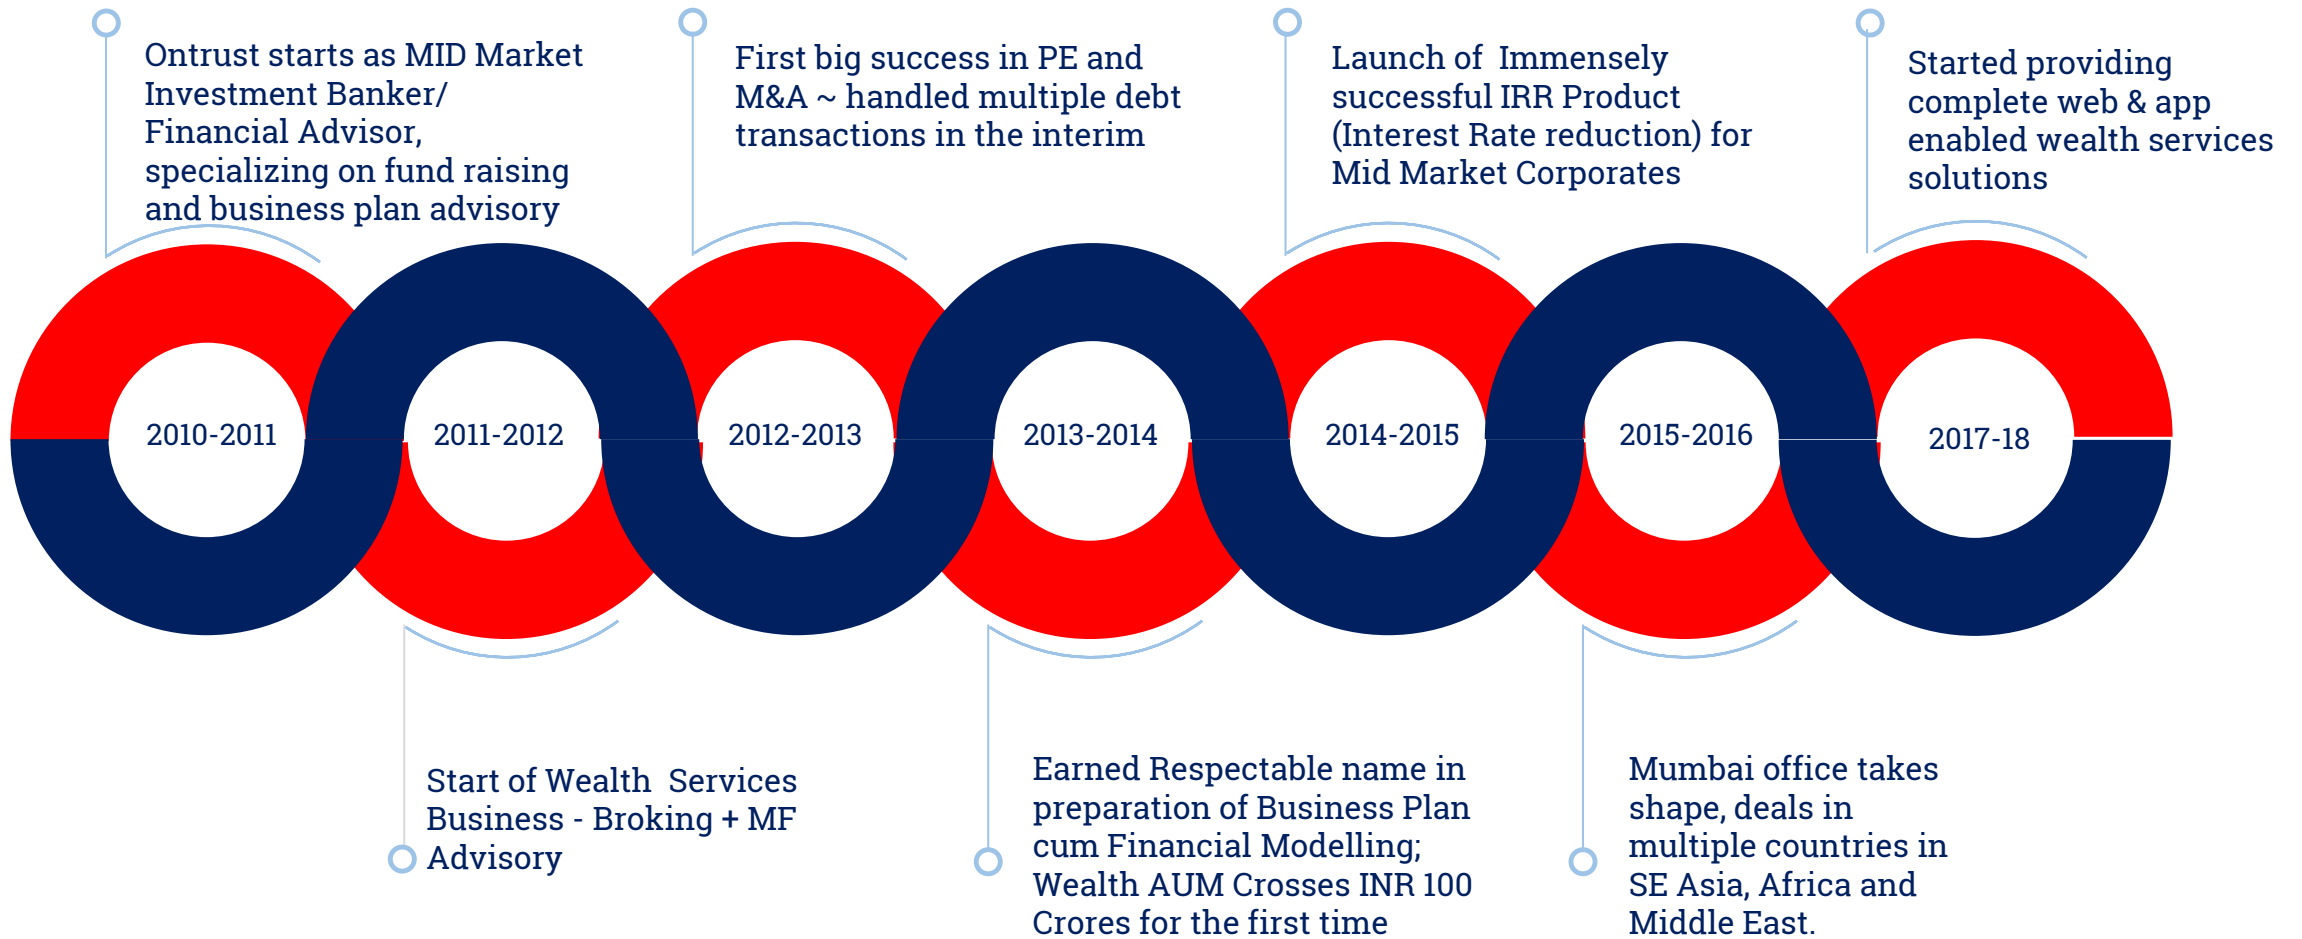 Ontrust starts as MID Market
Investment Banker/
Financial Advisor,
specializing on fund raising
and business plan advisory
First big success in PE and
M&A ~ handled multiple debt
transactions in the interim
Launch of  Immensely
successful IRR Product
(Interest Rate reduction) for
Mid Market Corporates
Started providing
complete web & app
enabled wealth services
solutions
2010-2011
2011-2012
2012-2013
2013-2014
2014-2015
2015-2016
2017-18
Start of Wealth  Services
Business - Broking + MF
Advisory
Earned Respectable name in
preparation of Business Plan
cum Financial Modelling;
Wealth AUM Crosses INR 100
Crores for the first time
Mumbai office takes
shape, deals in
multiple countries in
SE Asia, Africa and
Middle East.